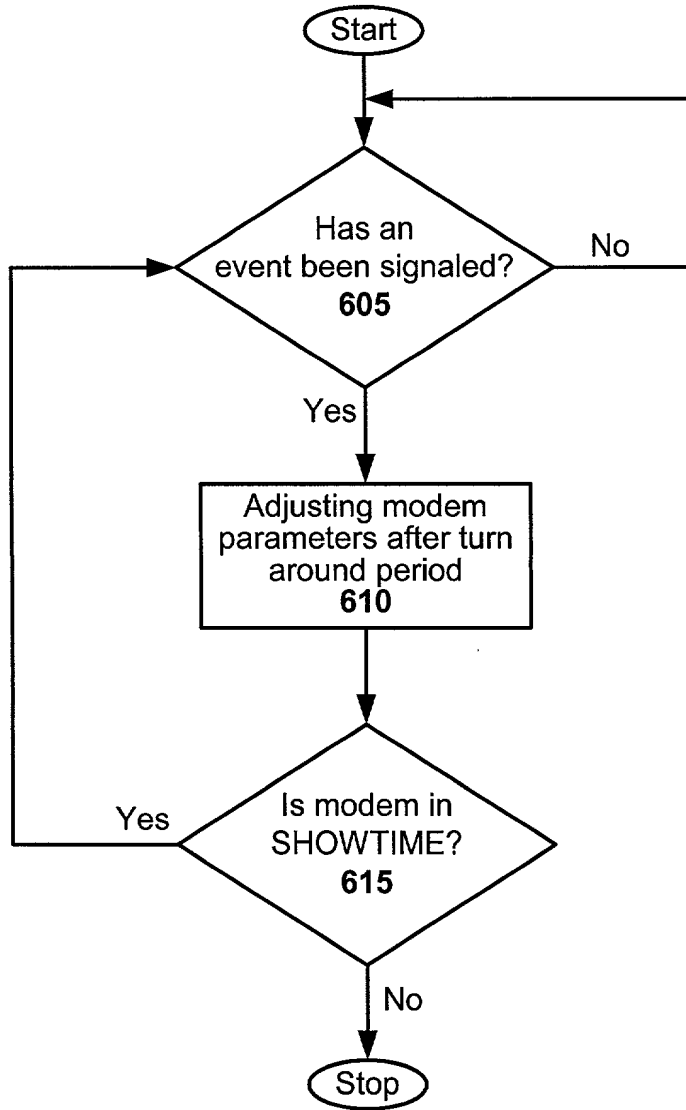 Start
Has an
event been signaled?
605
No
Yes
Adjusting modem
parameters after turn
around period
610
Is modem in
SHOWTIME?
615
Yes
No
Stop